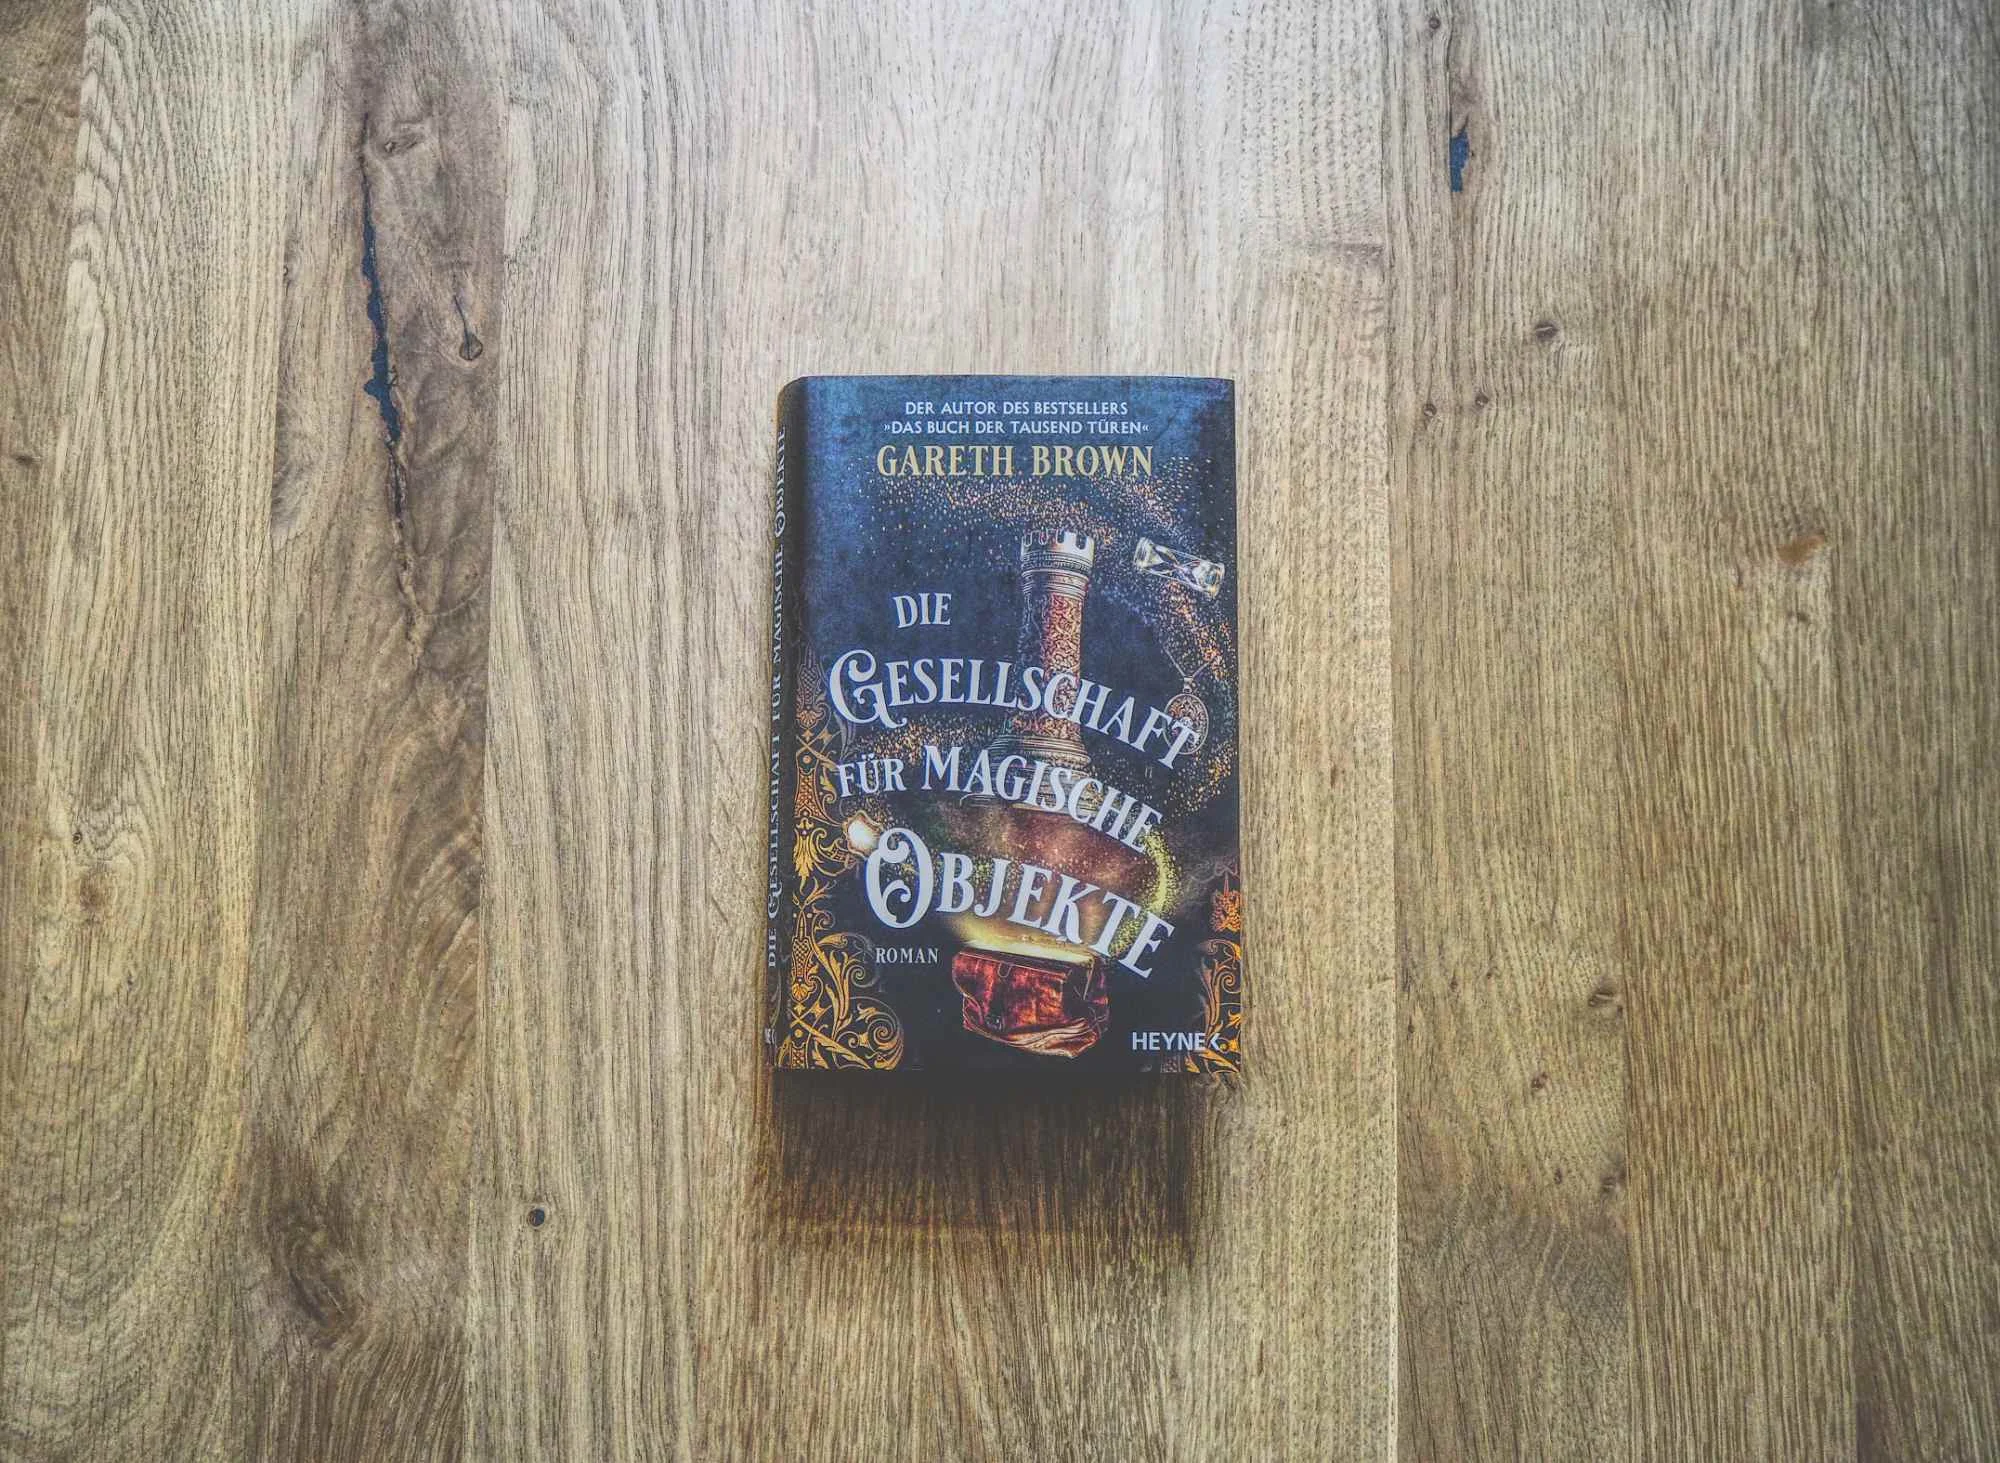 DER AUTOR DES BESTSELLERS
»DAS BUCH DER TAUSEND TÜREN«
GARETH BROWN
DIE
GESELLSCHAFT
FÜR MAGISCHE
OBJEKTE
ROMAN
HEYNE<
DIE GESELLSCHAFT FÜR MAGISCHE OBJEKTE